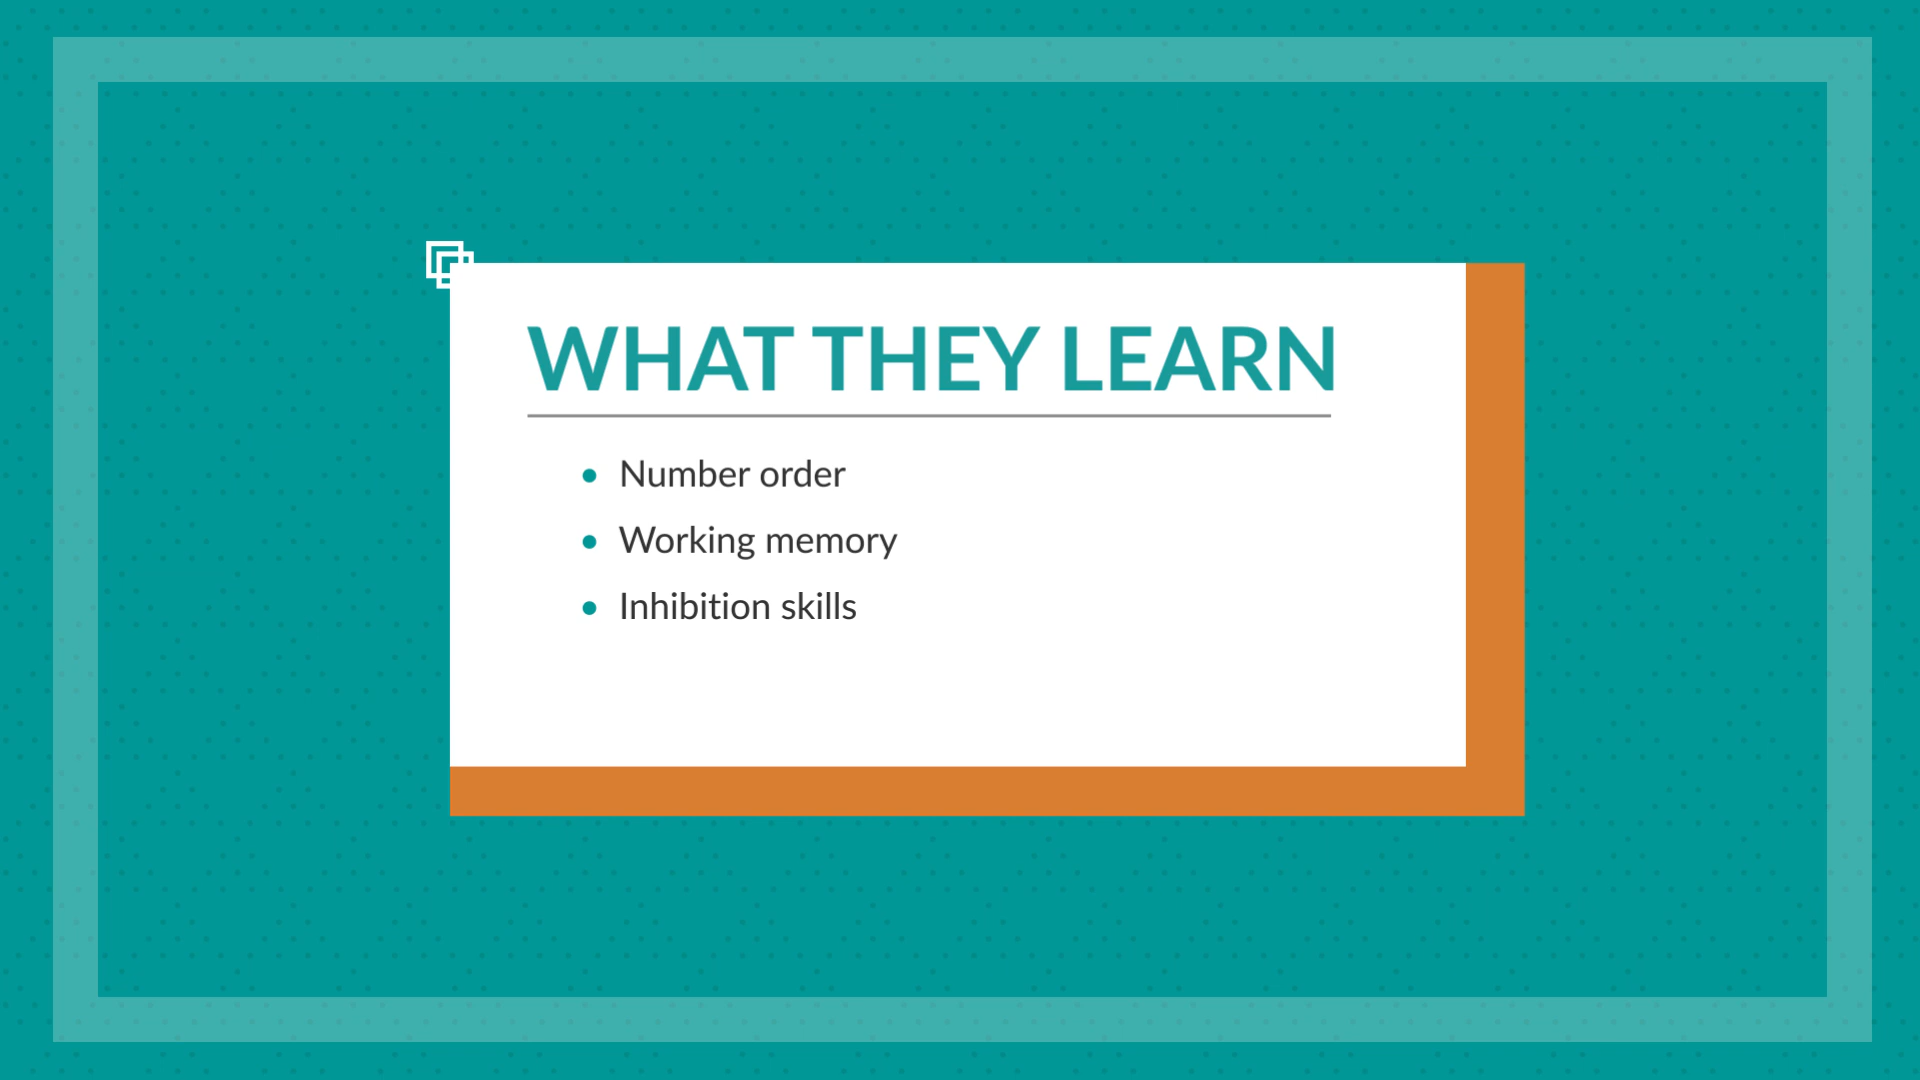 WHAT THEY LEARN
• Number order
• Working memory
• Inhibition skills